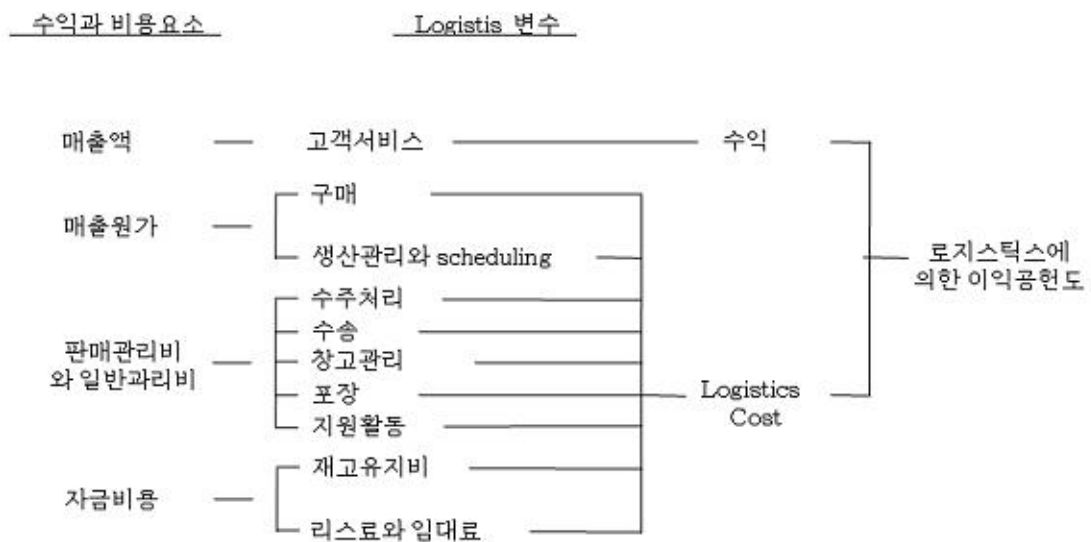 수익과 비용요소
Logistis 변수
매출액
고객서비스
수익
매출원가
구매
생산관리와 scheduling
로지스틱스에
의한 이익공헌도
판매관리비
와 일반과리비
수주처리
수송
창고관리
포장
지원활동
Logistics
Cost
자금비용
재고유지비
리스료와 임대료